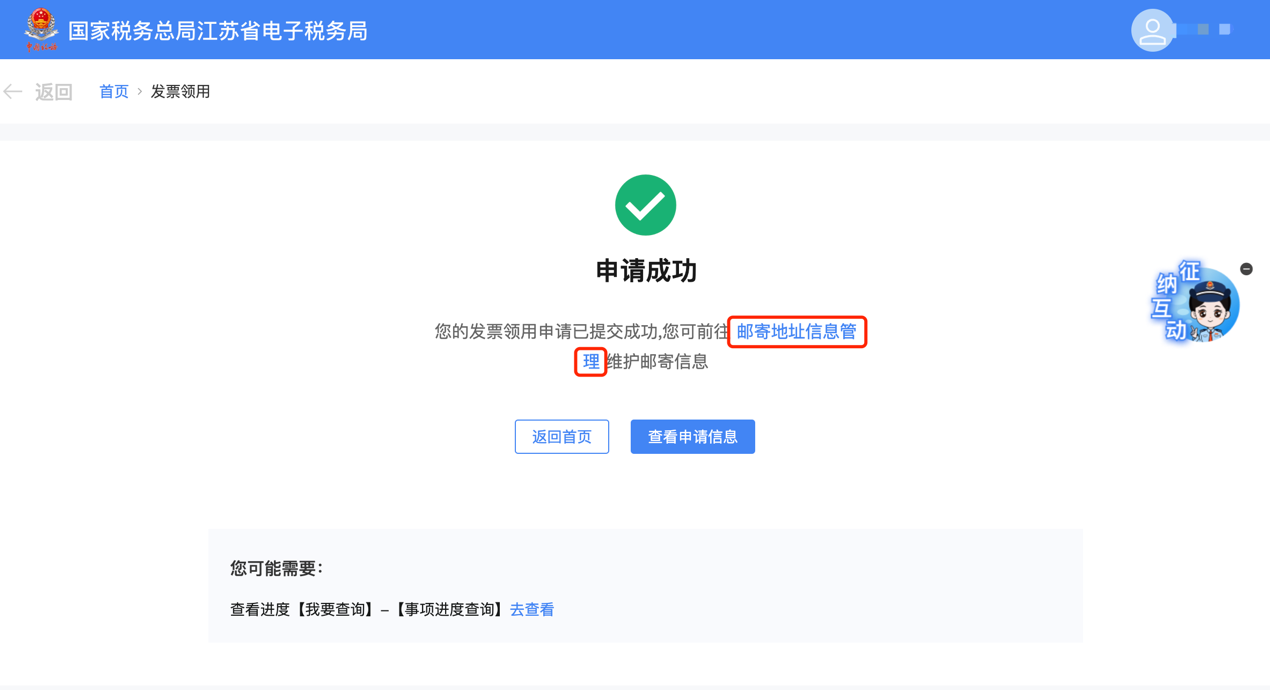 国家税务总局江苏省电子税务局
返回 首页 > 发票领用
申请成功
您的发票领用申请已提交成功,您可前往 邮寄地址信息管
理 维护邮寄信息
征
纳
互
动
返回首页 查看申请信息
您可能需要：
查看进度【我要查询】–【事项进度查询】去查看